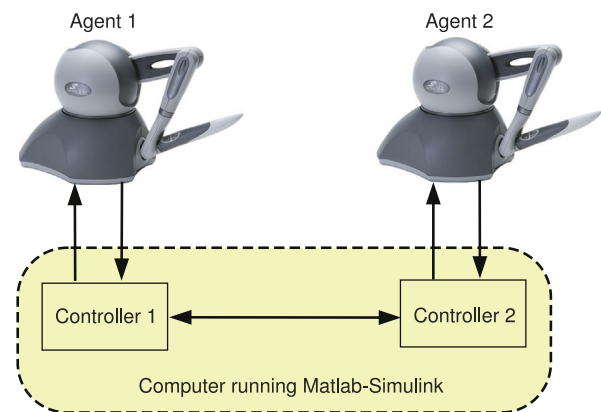 Agent 1
Agent 2
Controller 1
Controller 2
Computer running Matlab-Simulink